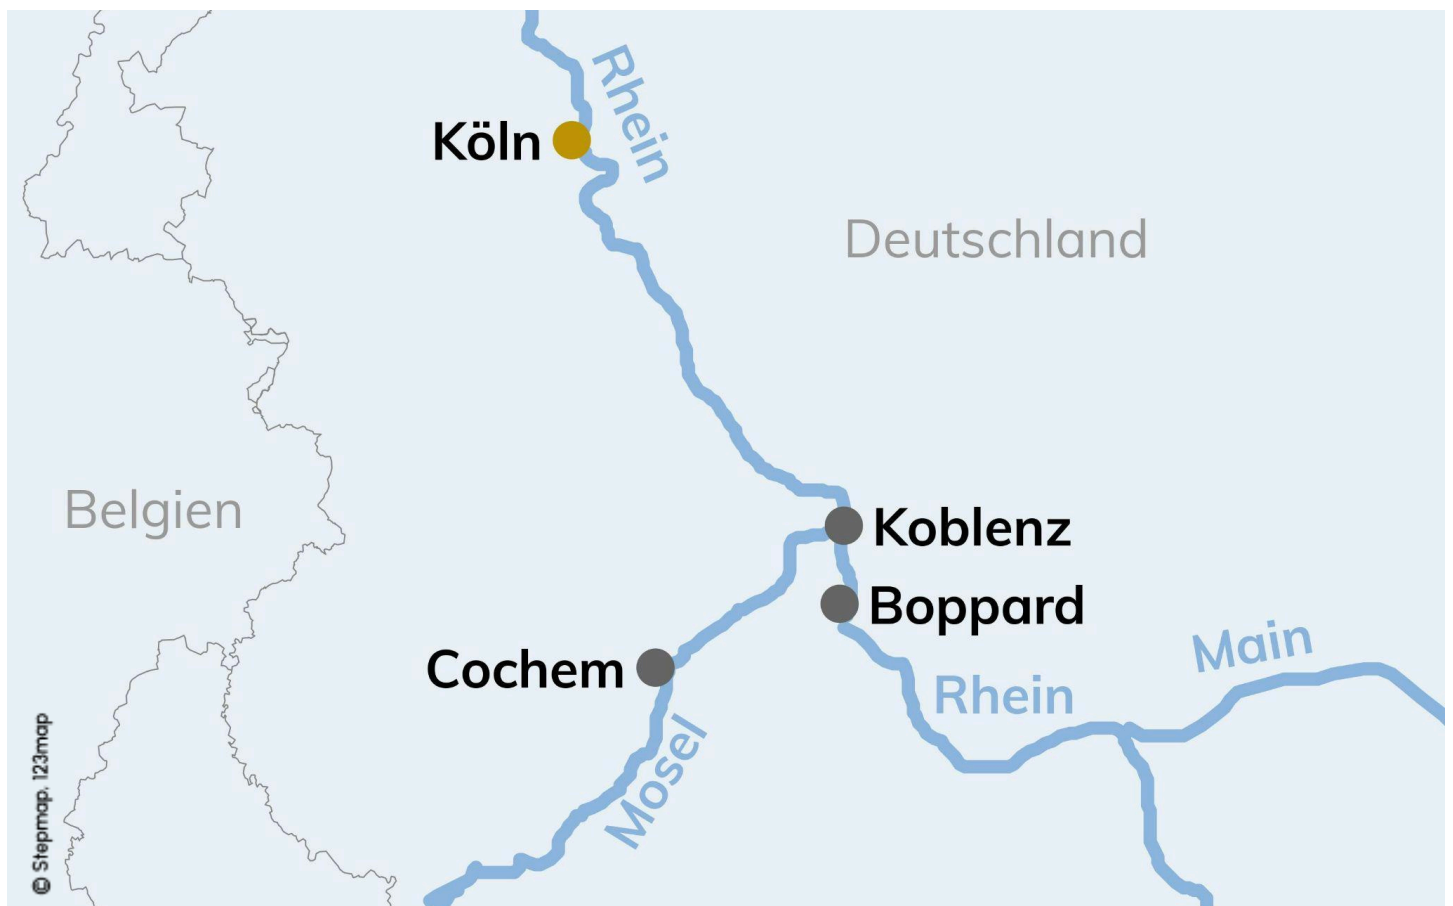 Rhein
Köln
Deutschland
Belgien
Koblenz
Boppard
Main
Cochem
Rhein
Mosel
© Stepmap, 123map